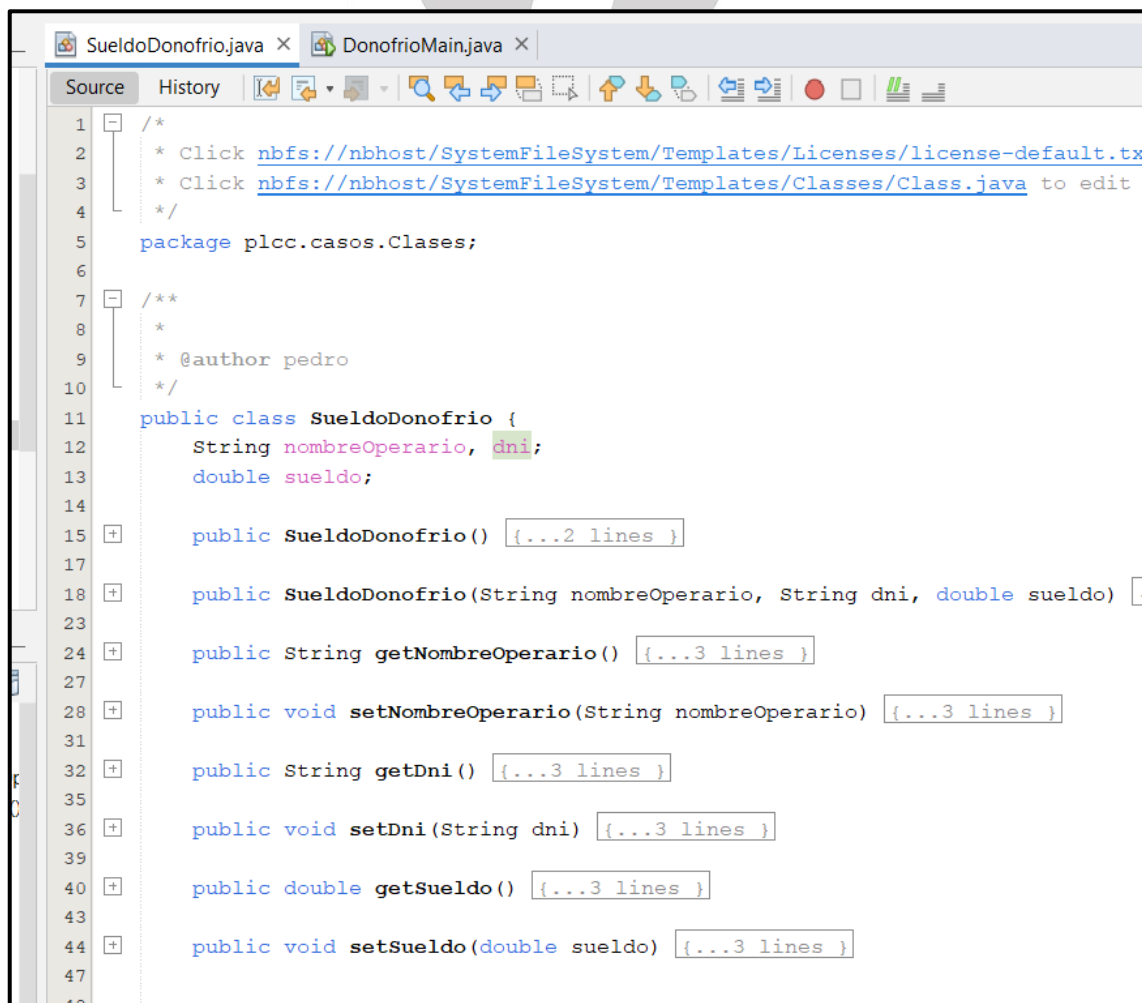 SueldoDonofrio.java × DonofrioMain.java ×
Source History
1 /*
2 * Click nbfs://nbhost/SystemFileSystem/Templates/Licenses/license-default.tx
3 * Click nbfs://nbhost/SystemFileSystem/Templates/Classes/Class.java to edit
4 */
5 package plcc.casos.Clases;
6
7 /**
8 *
9 * @author pedro
10 */
11 public class SueldoDonofrio {
12 String nombreOperario, dni;
13 double sueldo;
14
15 public SueldoDonofrio() {...2 lines }
17
18 public SueldoDonofrio(String nombreOperario, String dni, double sueldo) {
23
24 public String getNombreOperario() {...3 lines }
27
28 public void setNombreOperario(String nombreOperario) {...3 lines }
31
32 public String getDni() {...3 lines }
35
36 public void setDni(String dni) {...3 lines }
39
40 public double getSueldo() {...3 lines }
43
44 public void setSueldo(double sueldo) {...3 lines }
47